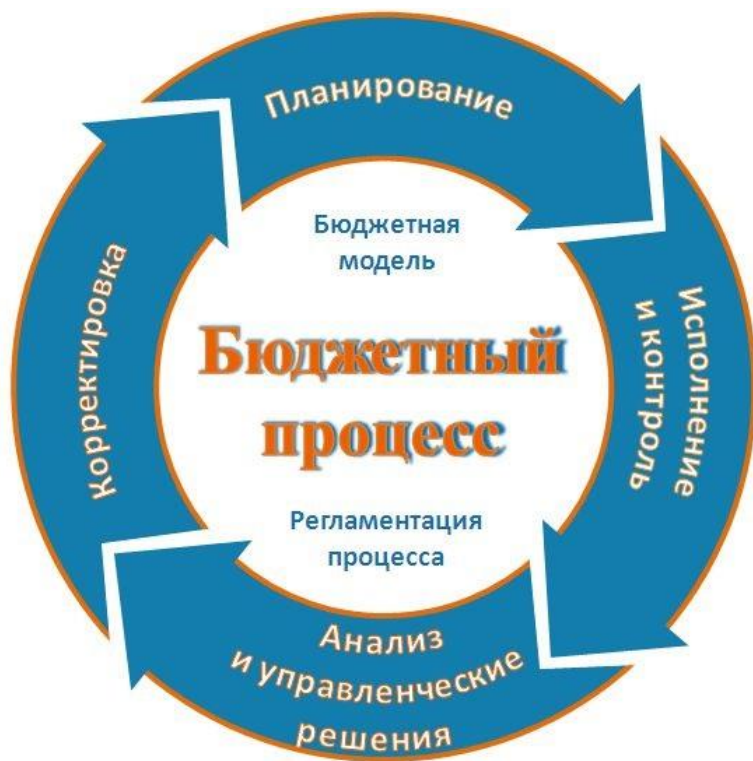 Планирование
Исполнение
и контроль
Анализ
и управленческие
решения
Корректировка
Бюджетная
модель
Бюджетный
процесс
Регламентация
процесса